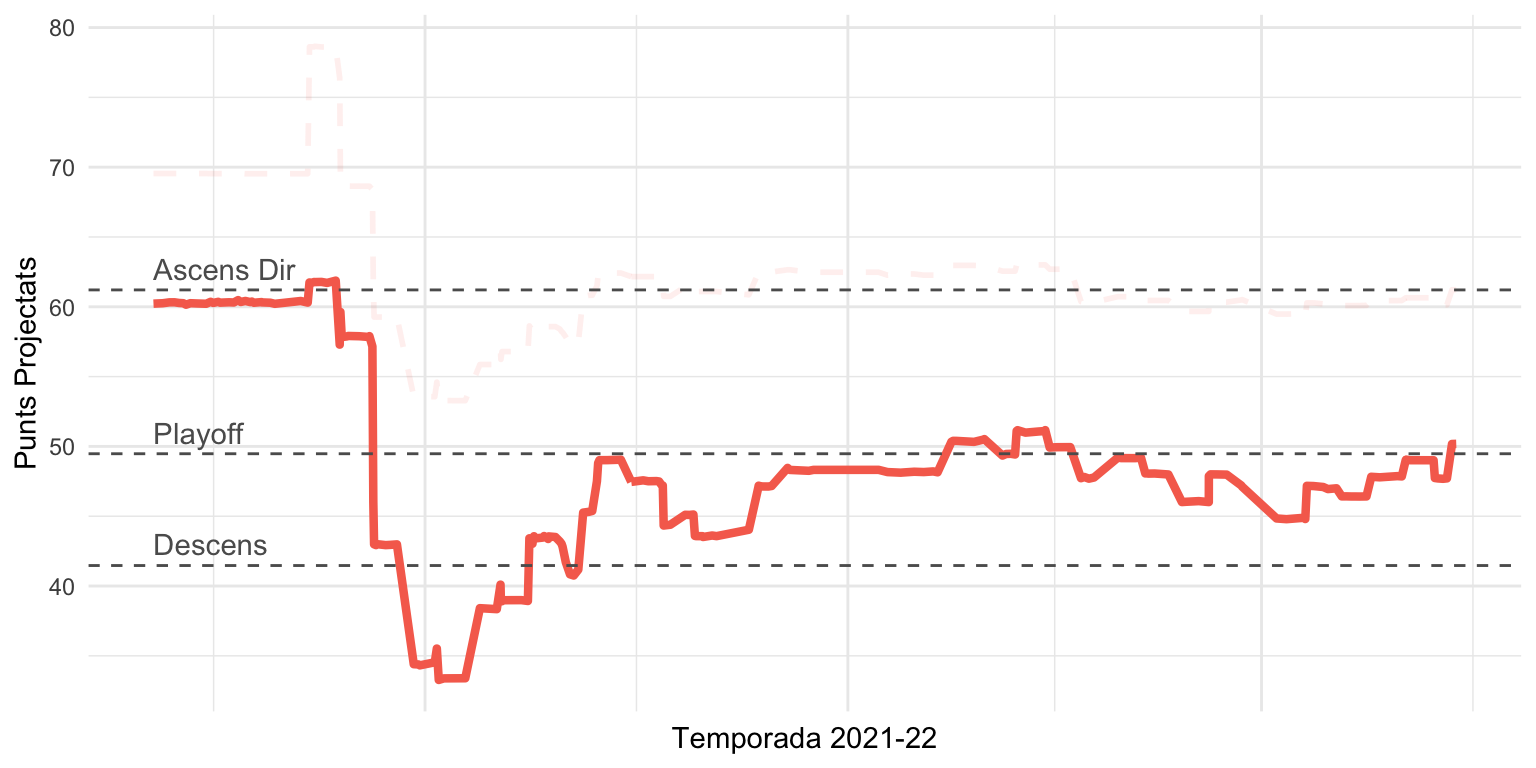 80
70
60
50
40
Punts Projectats
Ascens Dir
Playoff
Descens
Temporada 2021-22